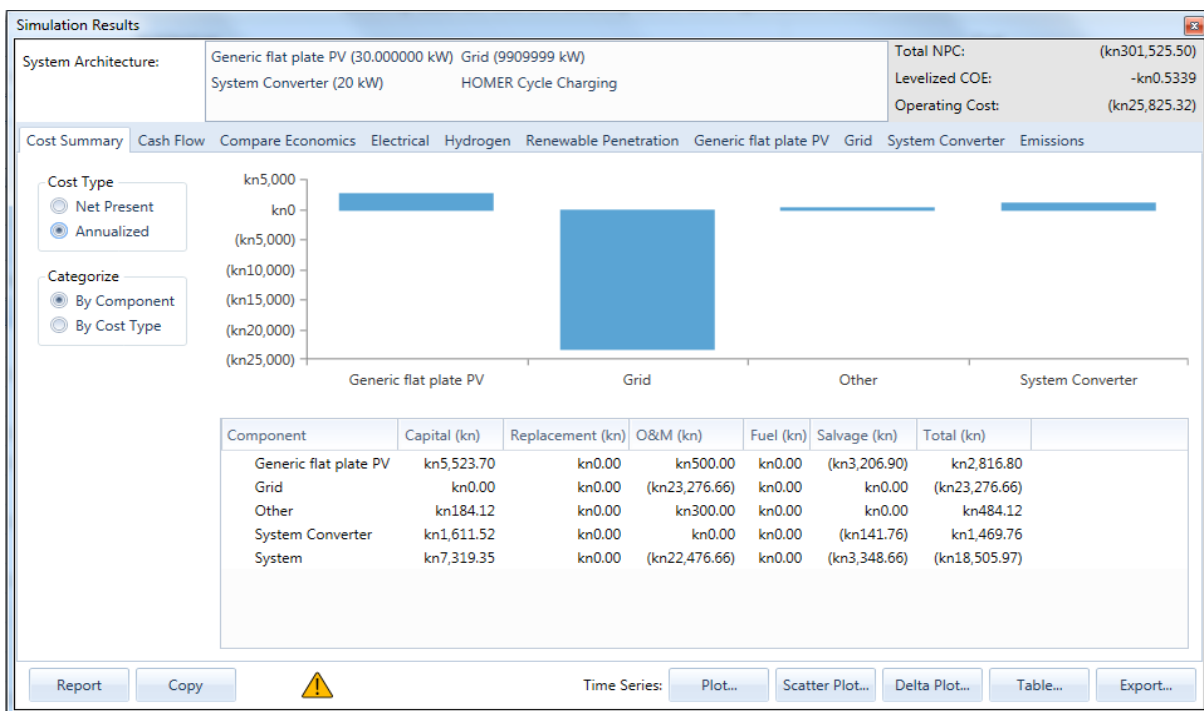 Simulation Results
System Architecture:
Generic flat plate PV (30.000000 kW) Grid (9909999 kW)
System Converter (20 kW) HOMER Cycle Charging
Total NPC: (kn301,525.50)
Levelized COE: -kn0.5339
Operating Cost: (kn25,825.32)
Cost Summary Cash Flow Compare Economics Electrical Hydrogen Renewable Penetration Generic flat plate PV Grid System Converter Emissions
Cost Type
Net Present
Annualized
Categorize
By Component
By Cost Type
kn5,000
kn0
(kn5,000)
(kn10,000)
(kn15,000)
(kn20,000)
(kn25,000)
Generic flat plate PV Grid Other System Converter
Component Capital (kn) Replacement (kn) O&M (kn) Fuel (kn) Salvage (kn) Total (kn)
Generic flat plate PV kn5,523.70 kn0.00 kn500.00 kn0.00 (kn3,206.90) kn2,816.80
Grid kn0.00 kn0.00 (kn23,276.66) kn0.00 kn0.00 (kn23,276.66)
Other kn184.12 kn0.00 kn300.00 kn0.00 kn0.00 kn484.12
System Converter kn1,611.52 kn0.00 kn0.00 kn0.00 (kn141.76) kn1,469.76
System kn7,319.35 kn0.00 (kn22,476.66) kn0.00 (kn3,348.66) (kn18,505.97)
Report Copy Time Series: Plot... Scatter Plot... Delta Plot... Table... Export...